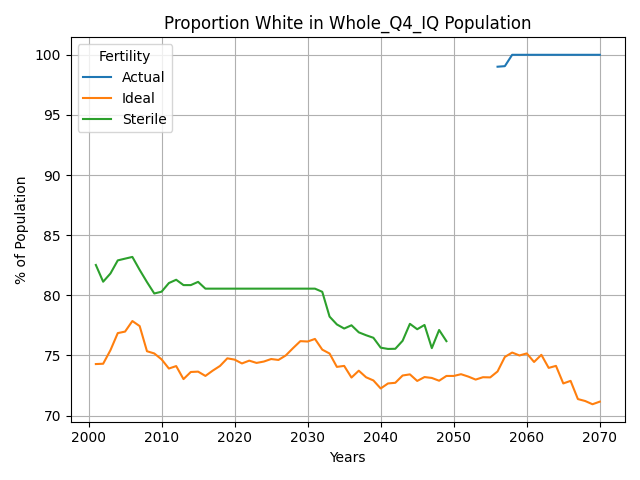 Proportion White in Whole_Q4_IQ Population
Fertility
Actual
Ideal
Sterile
% of Population
100
95
90
85
80
75
70
2000 2010 2020 2030 2040 2050 2060 2070
Years